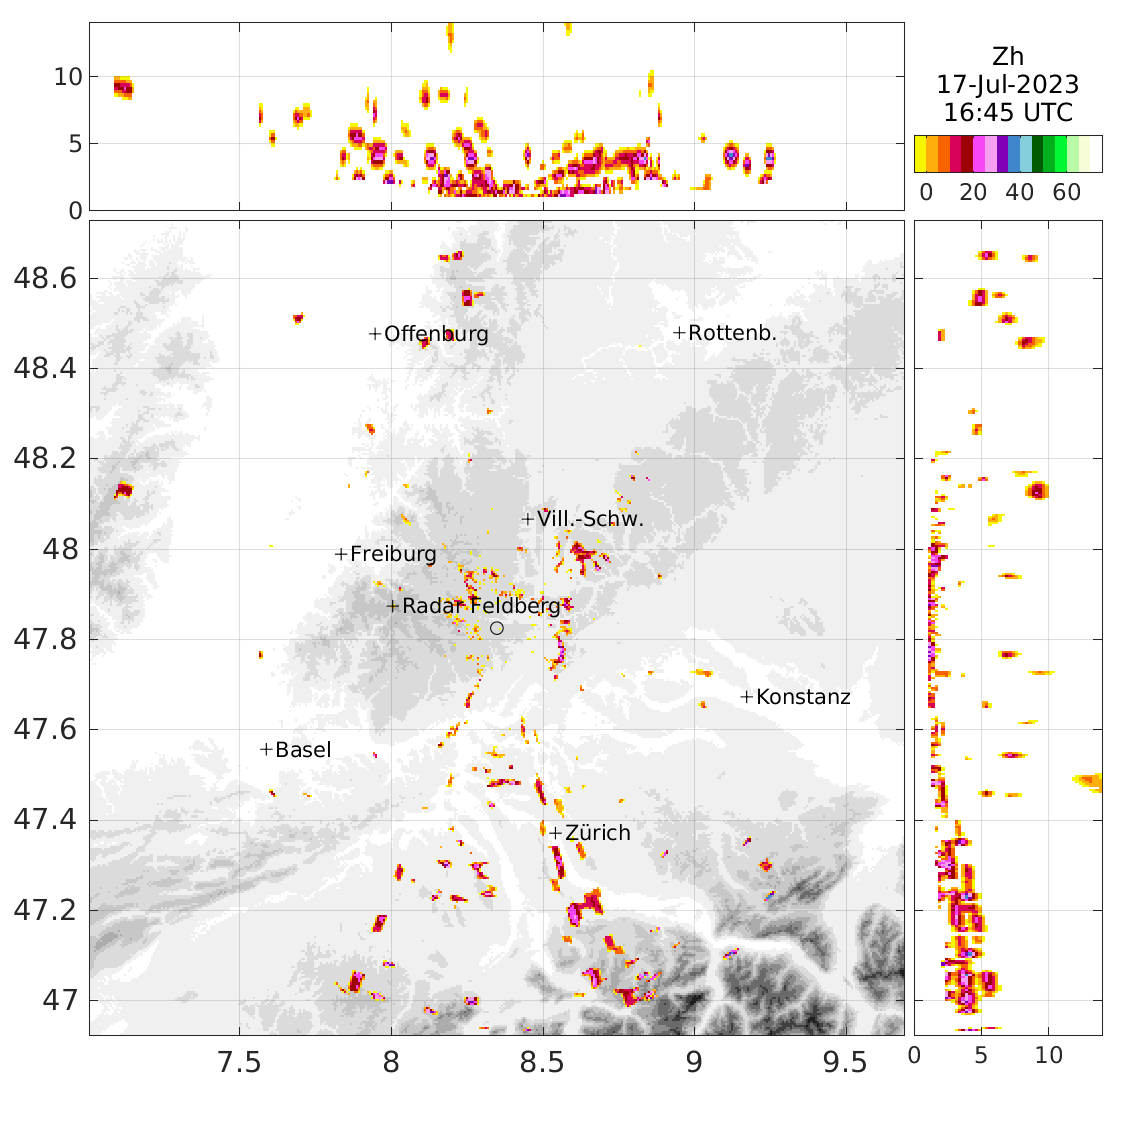 10
5
0
Zh
17-Jul-2023
16:45 UTC
0 20 40 60
48.6
48.4
48.2
48
47.8
47.6
47.4
47.2
47
+Offenburg
+Rottenb.
+Vill.-Schw.
+Freiburg
+Radar Feldberg
+Konstanz
+Basel
+Zürich
7.5 8 8.5 9 9.5
0 5 10